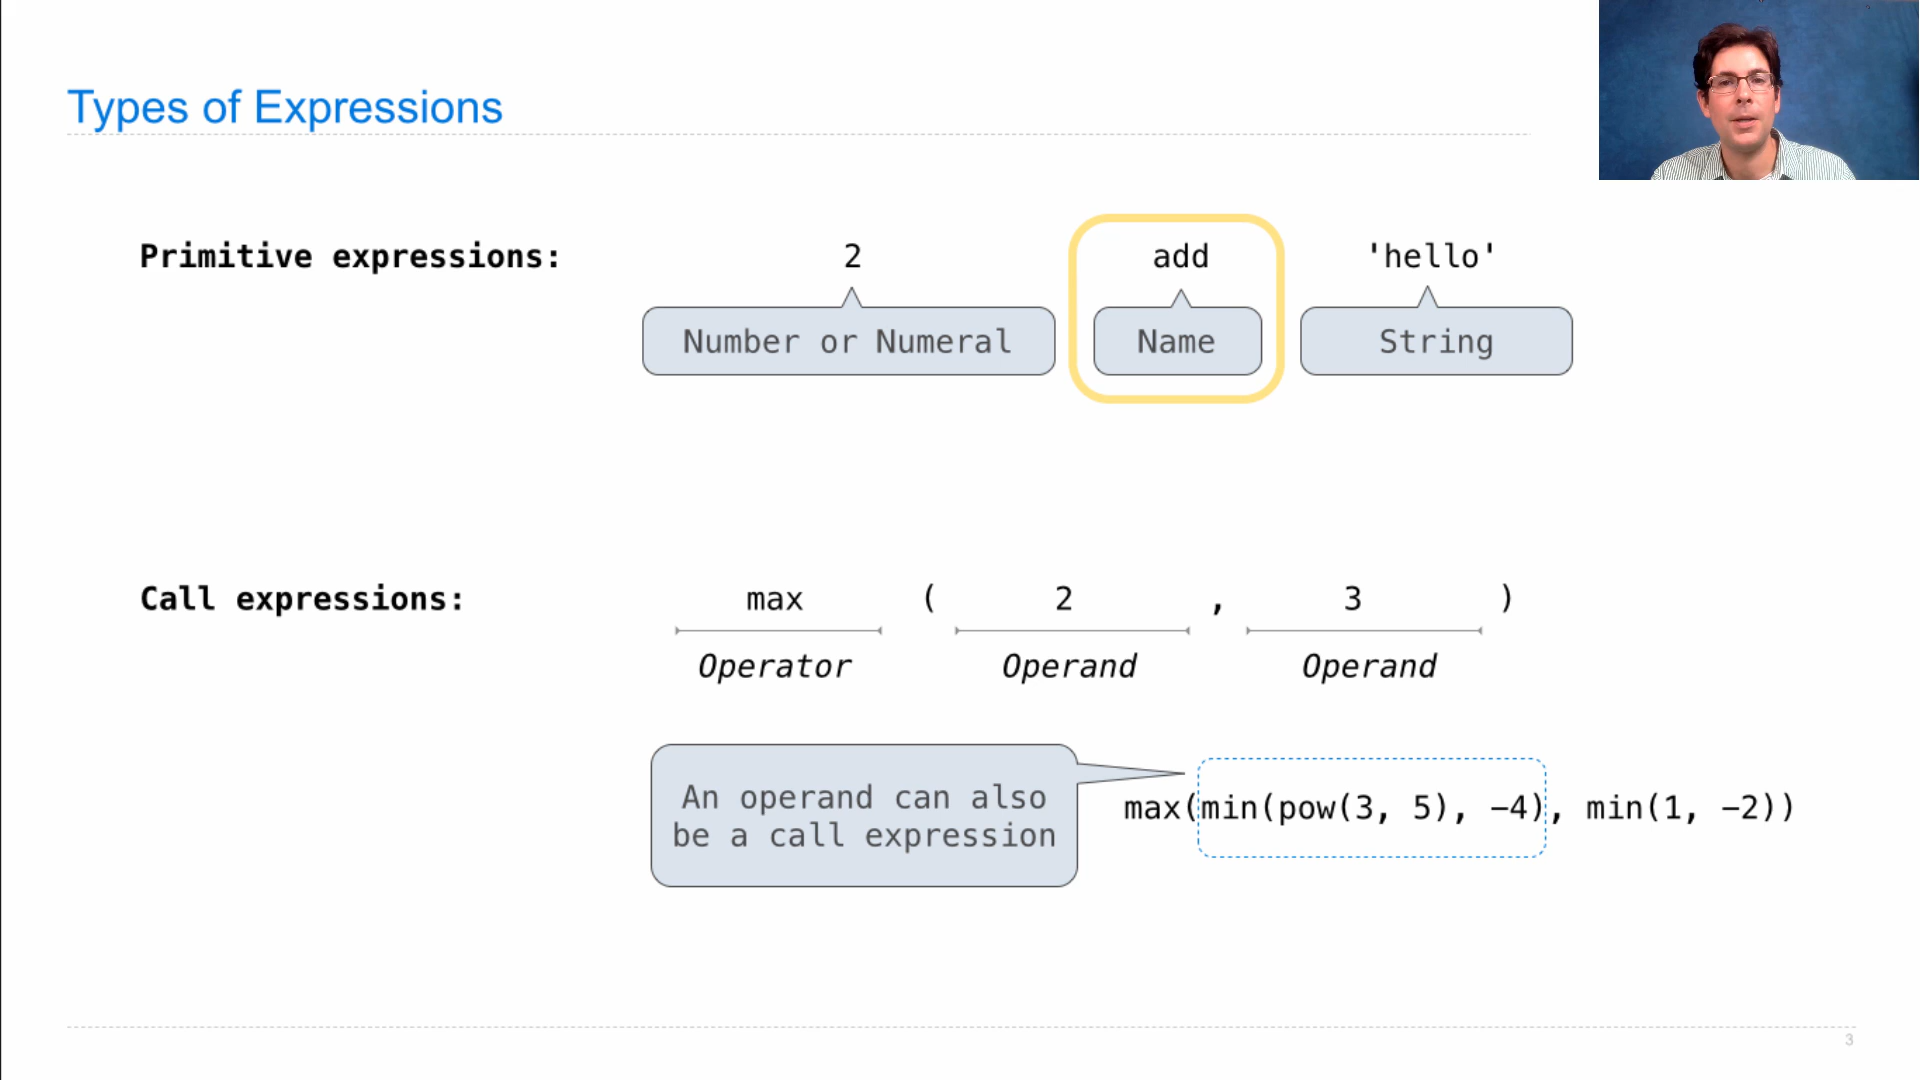 Types of Expressions
Primitive expressions: 2 add 'hello'
Number or Numeral Name String
Call expressions: max ( 2 , 3 )
Operator Operand Operand
An operand can also
be a call expression
max(min(pow(3, 5), −4), min(1, −2))
3